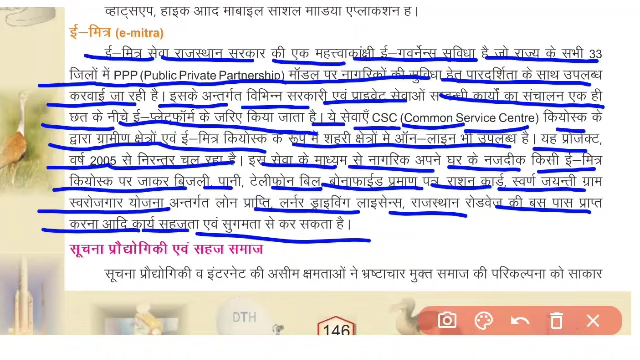 व्हाट्सएप, हाइक आदि मोबाइल सोशल मीडिया एप्लीकेशन हैं।
ई–मित्र (e-mitra)
ई–मित्र सेवा राजस्थान सरकार की एक महत्त्वाकांक्षी ई–गवर्नेन्स सुविधा है जो राज्य के सभी 33
जिलों में PPP (Public Private Partnership) मॉडल पर नागरिकों की सुविधा हेतु पारदर्शिता के साथ उपलब्ध
करवाई जा रही है। इसके अन्तर्गत विभिन्न सरकारी एवं प्राइवेट सेवाओं सम्बन्धी कार्यों का संचालन एक ही
छत के नीचे ई–प्लेटफॉर्म के जरिए किया जाता है। ये सेवाएँ CSC (Common Service Centre) कियोस्क के
द्वारा ग्रामीण क्षेत्रों एवं ई–मित्र कियोस्क के रूप में शहरी क्षेत्रों में ऑन–लाइन भी उपलब्ध है। यह प्रोजेक्ट,
वर्ष 2005 से निरन्तर चल रहा है। इस सेवा के माध्यम से नागरिक अपने घर के नजदीक किसी ई–मित्र
कियोस्क पर जाकर बिजली, पानी, टेलीफोन बिल, बोनाफाईड प्रमाण पत्र, राशन कार्ड, स्वर्ण जयन्ती ग्राम
स्वरोजगार योजना अन्तर्गत लोन प्राप्ति, लर्नर ड्राइविंग लाइसेन्स, राजस्थान रोडवेज की बस पास प्राप्त
करना आदि कार्य सहजता एवं सुगमता से कर सकता है।
सूचना प्रौद्योगिकी एवं सहज समाज
सूचना प्रौद्योगिकी व इंटरनेट की असीम क्षमताओं ने भ्रष्टाचार मुक्त समाज की परिकल्पना को साकार
DTH
146